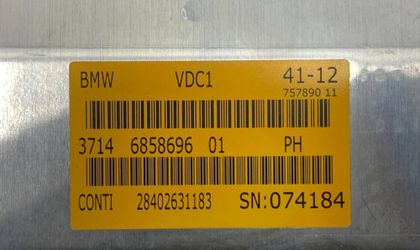 BMW VDC1 41-12
757890 11
3714 6858696 01 PH
CONTI 28402631183 SN:074184